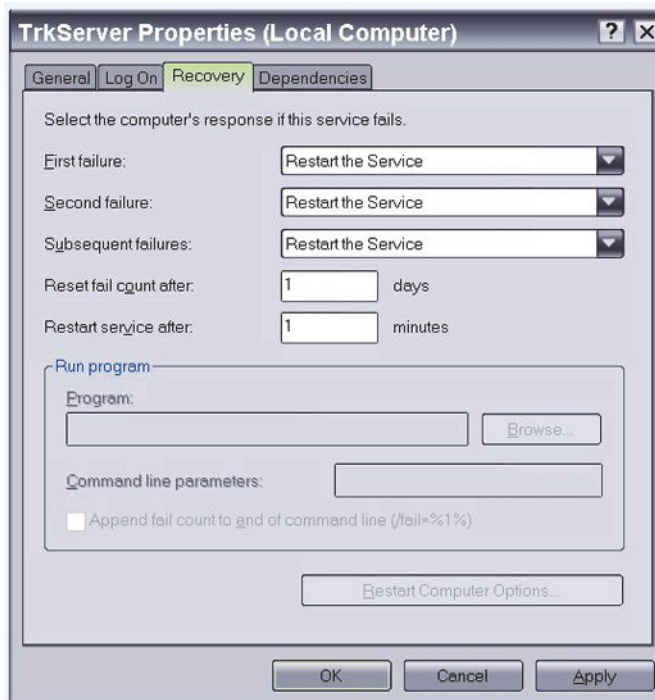 TrkServer Properties (Local Computer)
General Log On Recovery Dependencies
Select the computer's response if this service fails.
First failure: Restart the Service
Second failure: Restart the Service
Subsequent failures: Restart the Service
Reset fail count after: 1 days
Restart service after: 1 minutes
Run program
Program:
Browse...
Command line parameters:
Append fail count to end of command line (/fail=%1%)
Restart Computer Options...
OK Cancel Apply